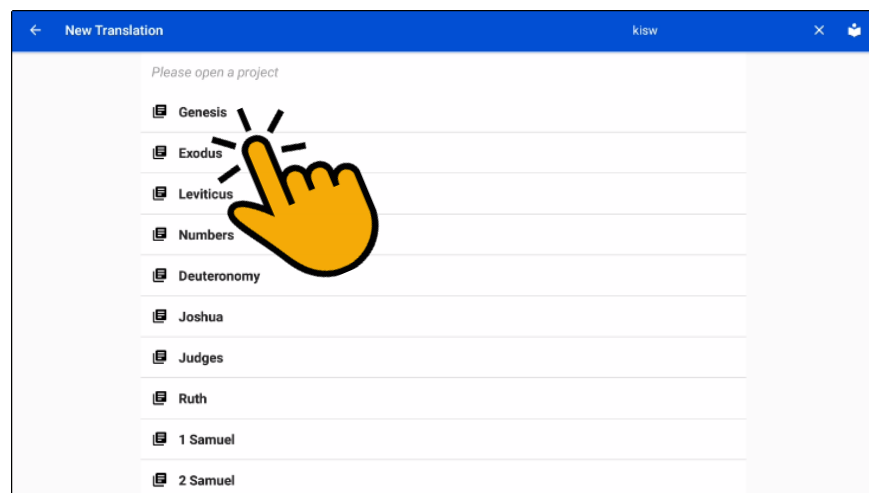 New Translation kisw
Please open a project
Genesis
Exodus
Leviticus
Numbers
Deuteronomy
Joshua
Judges
Ruth
1 Samuel
2 Samuel